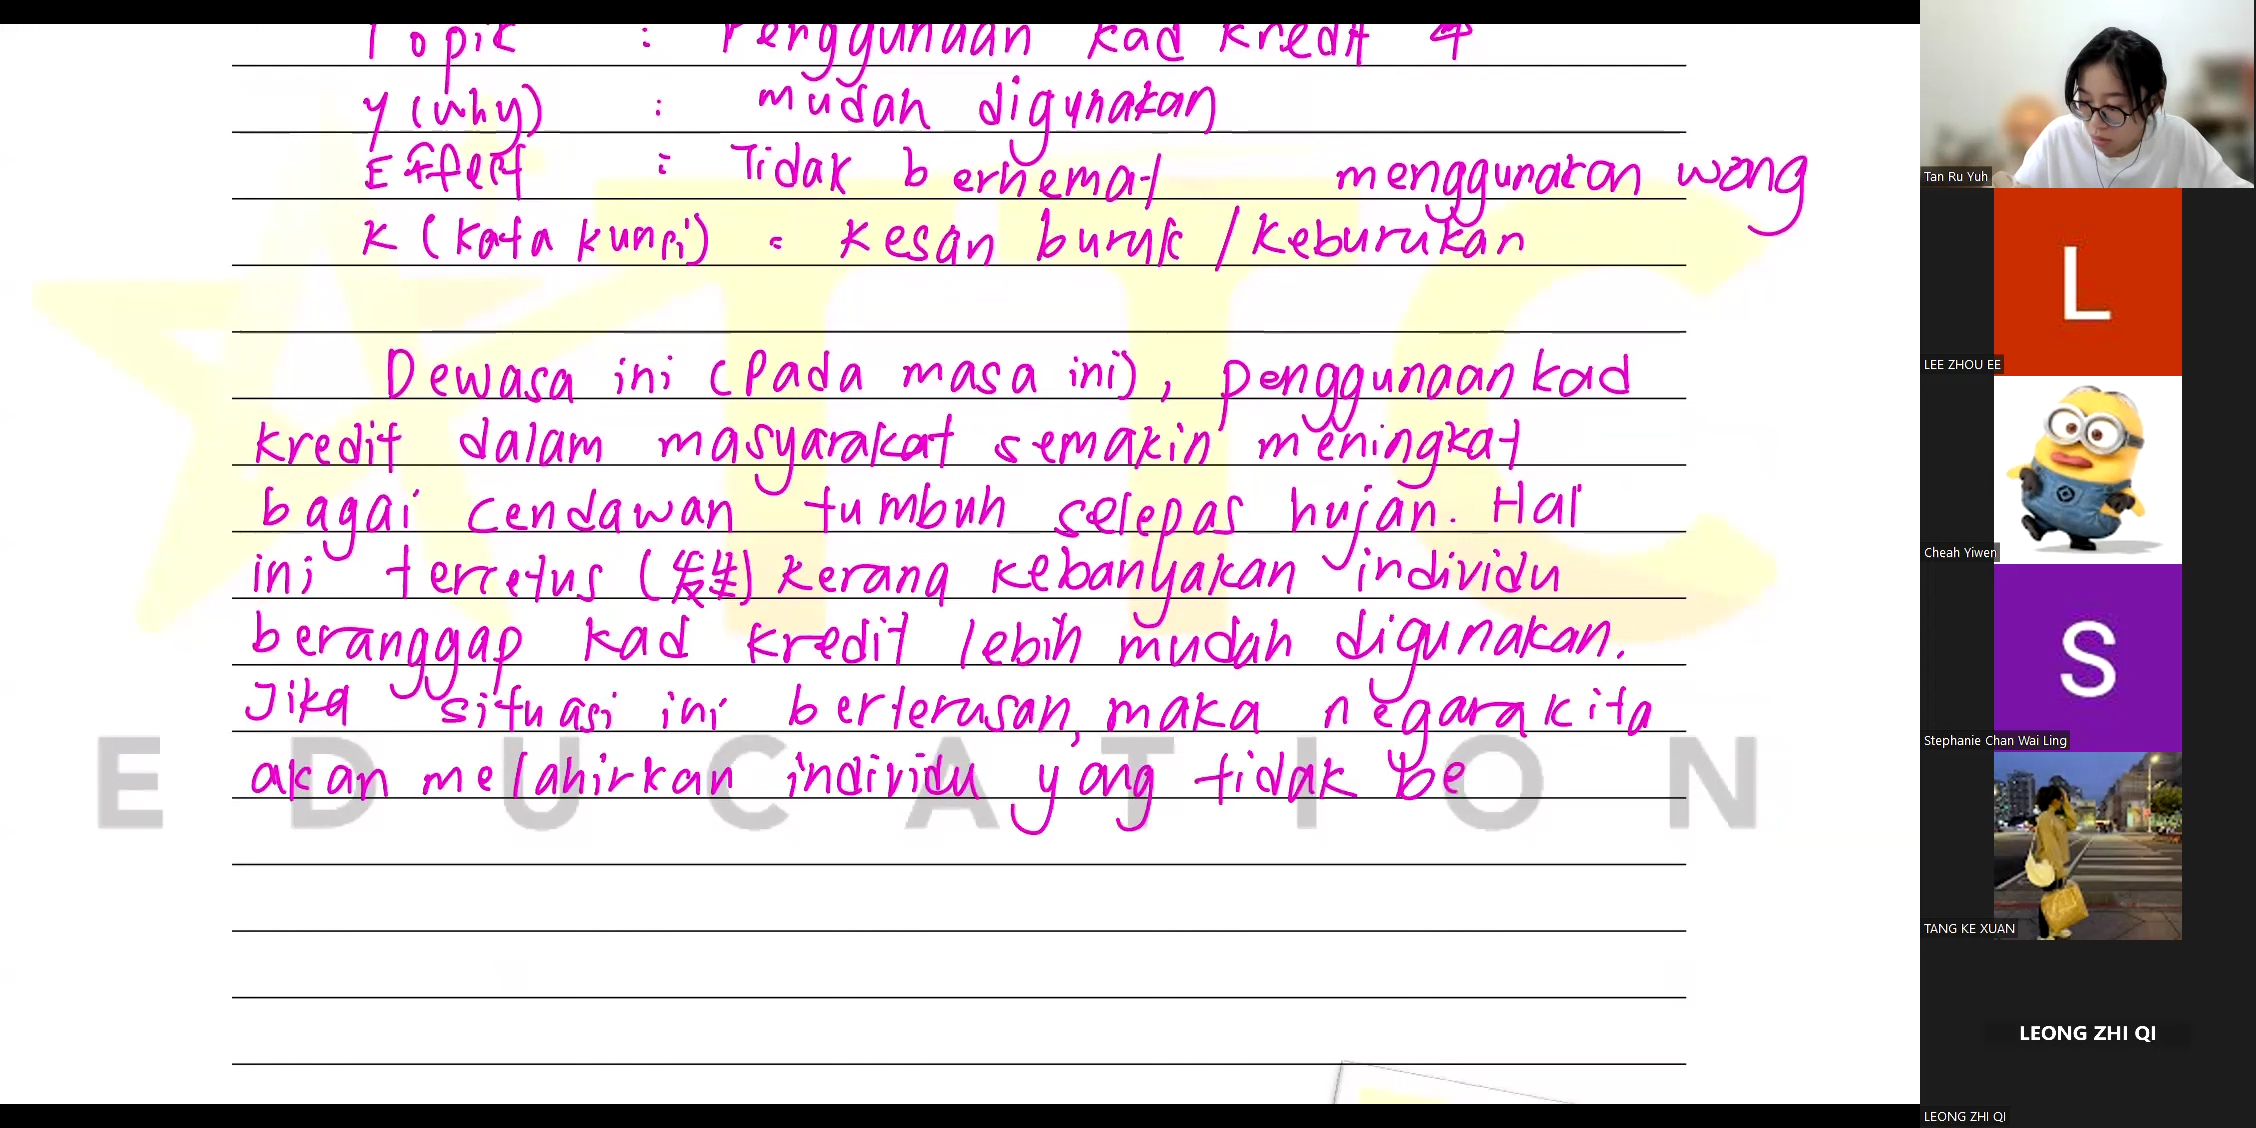 Topik : Penggunaan kad kredit ↑
Y (why) : mudah digunakan
Effect : Tidak berhemat menggunakan wang
K (kata kunci) : kesan buruk / keburukan
Dewasa ini (Pada masa ini), penggunaan kad
kredit dalam masyarakat semakin meningkat
bagai cendawan tumbuh selepas hujan. Hal
ini tercetus (发生) kerana kebanyakan individu
beranggap kad kredit lebih mudah digunakan.
Jika situasi ini berterusan, maka negara kita
akan melahirkan individu yang tidak be
TTC
EDUCATION
Tan Ru Yuh
L
LEE ZHOU EE
Cheah Yiwen
S
Stephanie Chan Wai Ling
TANG KE XUAN
LEONG ZHI QI
LEONG ZHI QI